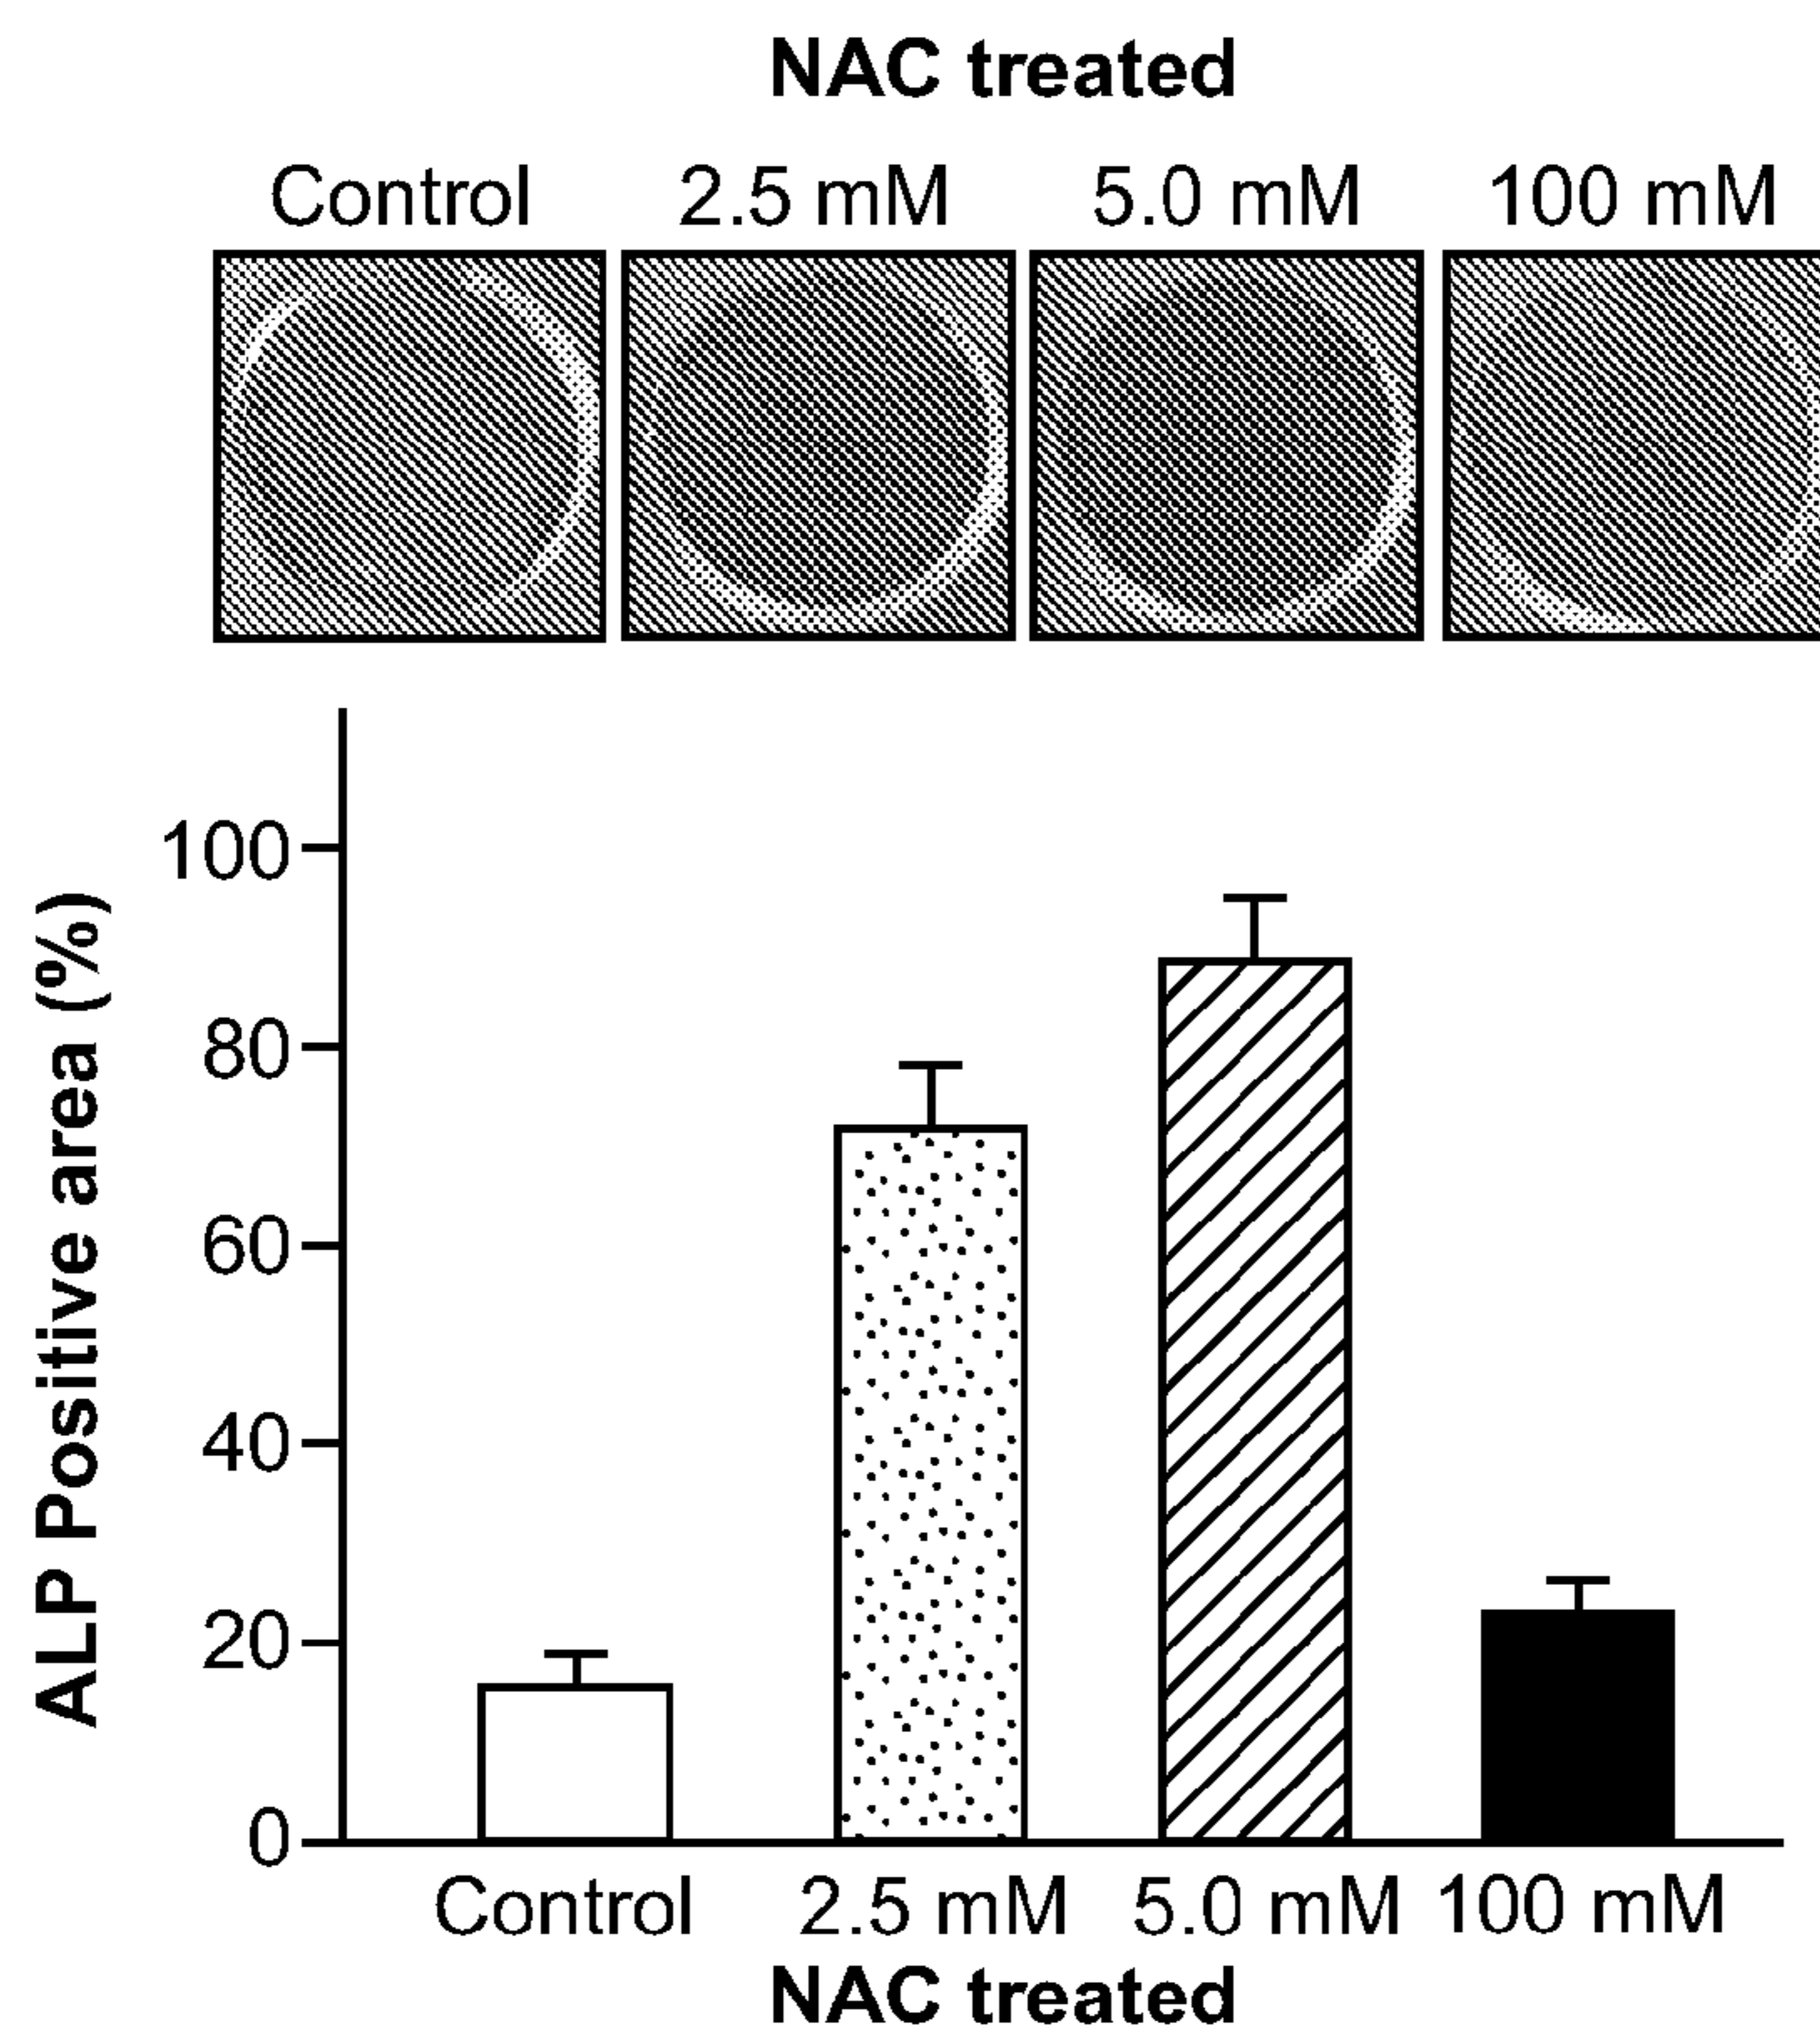 NAC treated
Control 2.5 mM 5.0 mM 100 mM
ALP Positive area (%)
100
80
60
40
20
0
Control 2.5 mM 5.0 mM 100 mM
NAC treated